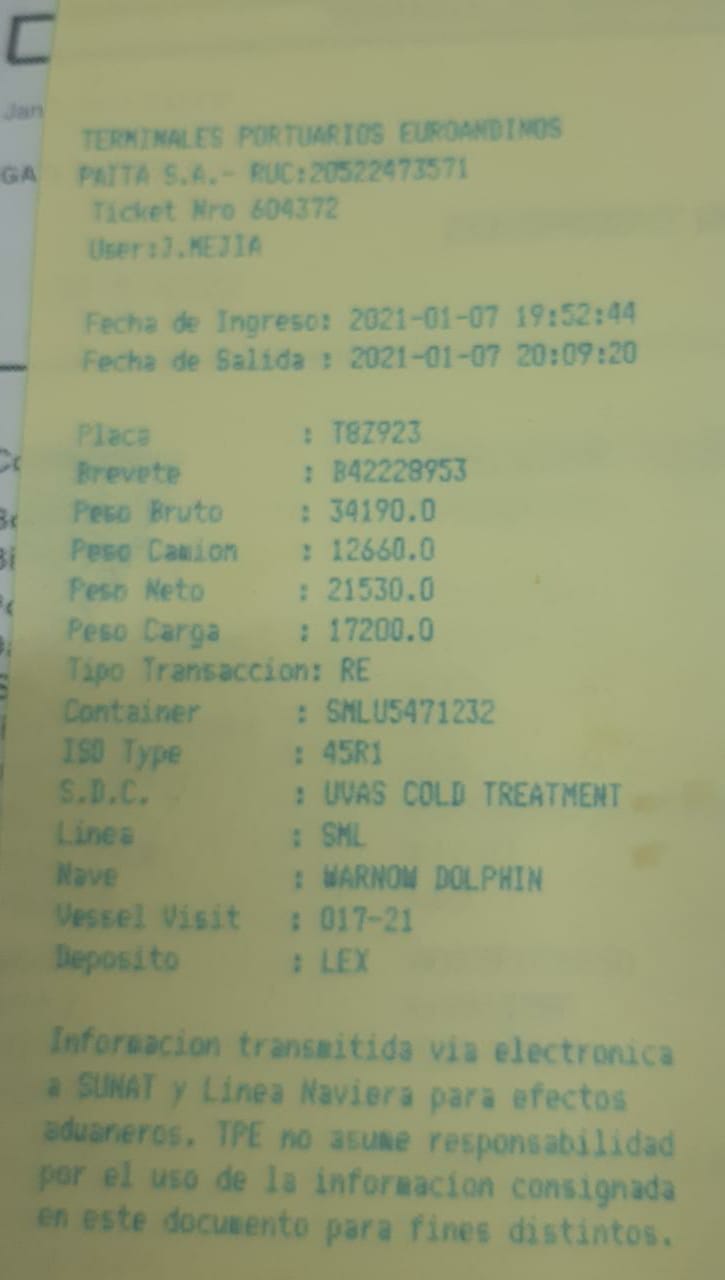 Jan
GA
TERMINALES PORTUARIOS EUROANDINOS
PAITA S.A.- RUC:20522473571
Ticket Nro 604372
User:J.MEJIA
Fecha de Ingreso: 2021-01-07 19:52:44
Fecha de Salida : 2021-01-07 20:09:20
Placa : T8Z923
Brevete : B42228953
Peso Bruto : 34190.0
Peso Camion : 12660.0
Peso Neto : 21530.0
Peso Carga : 17200.0
Tipo Transaccion: RE
Container : SMLU5471232
ISO Type : 45R1
S.D.C. : UVAS COLD TREATMENT
Linea : SML
Nave : WARNOW DOLPHIN
Vessel Visit : 017-21
Deposito : LEX
Informacion transmitida via electronica
a SUNAT y Linea Naviera para efectos
aduaneros. TPE no asume responsabilidad
por el uso de la informacion consignada
en este documento para fines distintos.